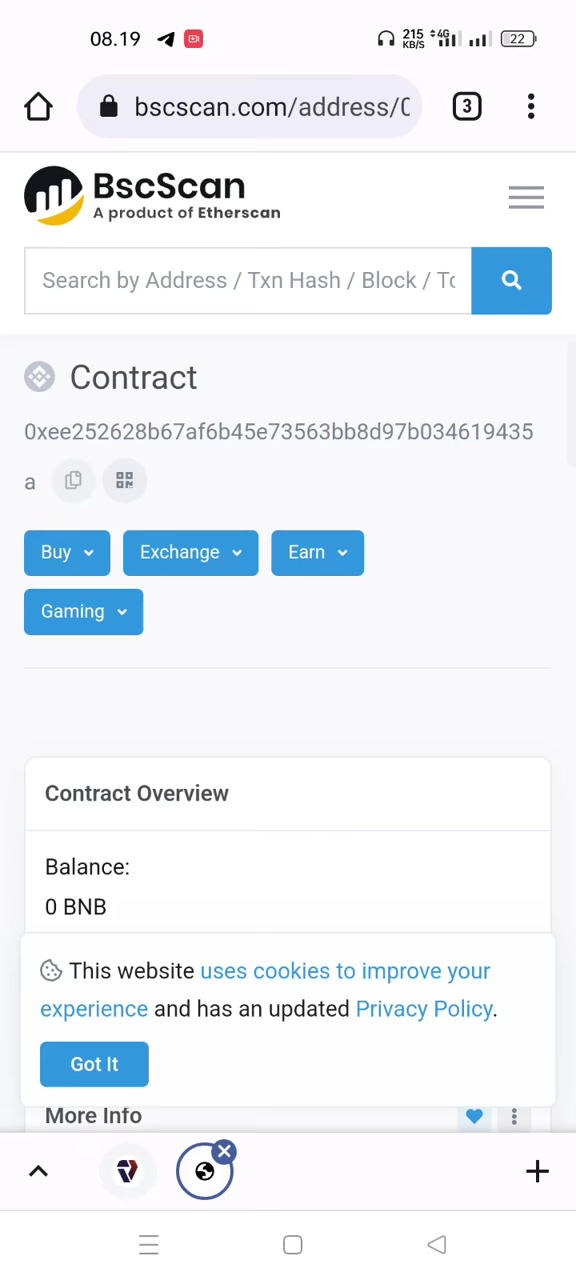 08.19
215 KB/S 4G 22
bscscan.com/address/0
3
BscScan
A product of Etherscan
Search by Address / Txn Hash / Block / To
Contract
0xee252628b67af6b45e73563bb8d97b034619435
a
Buy Exchange Earn
Gaming
Contract Overview
Balance:
0 BNB
This website uses cookies to improve your
experience and has an updated Privacy Policy.
Got It
More Info